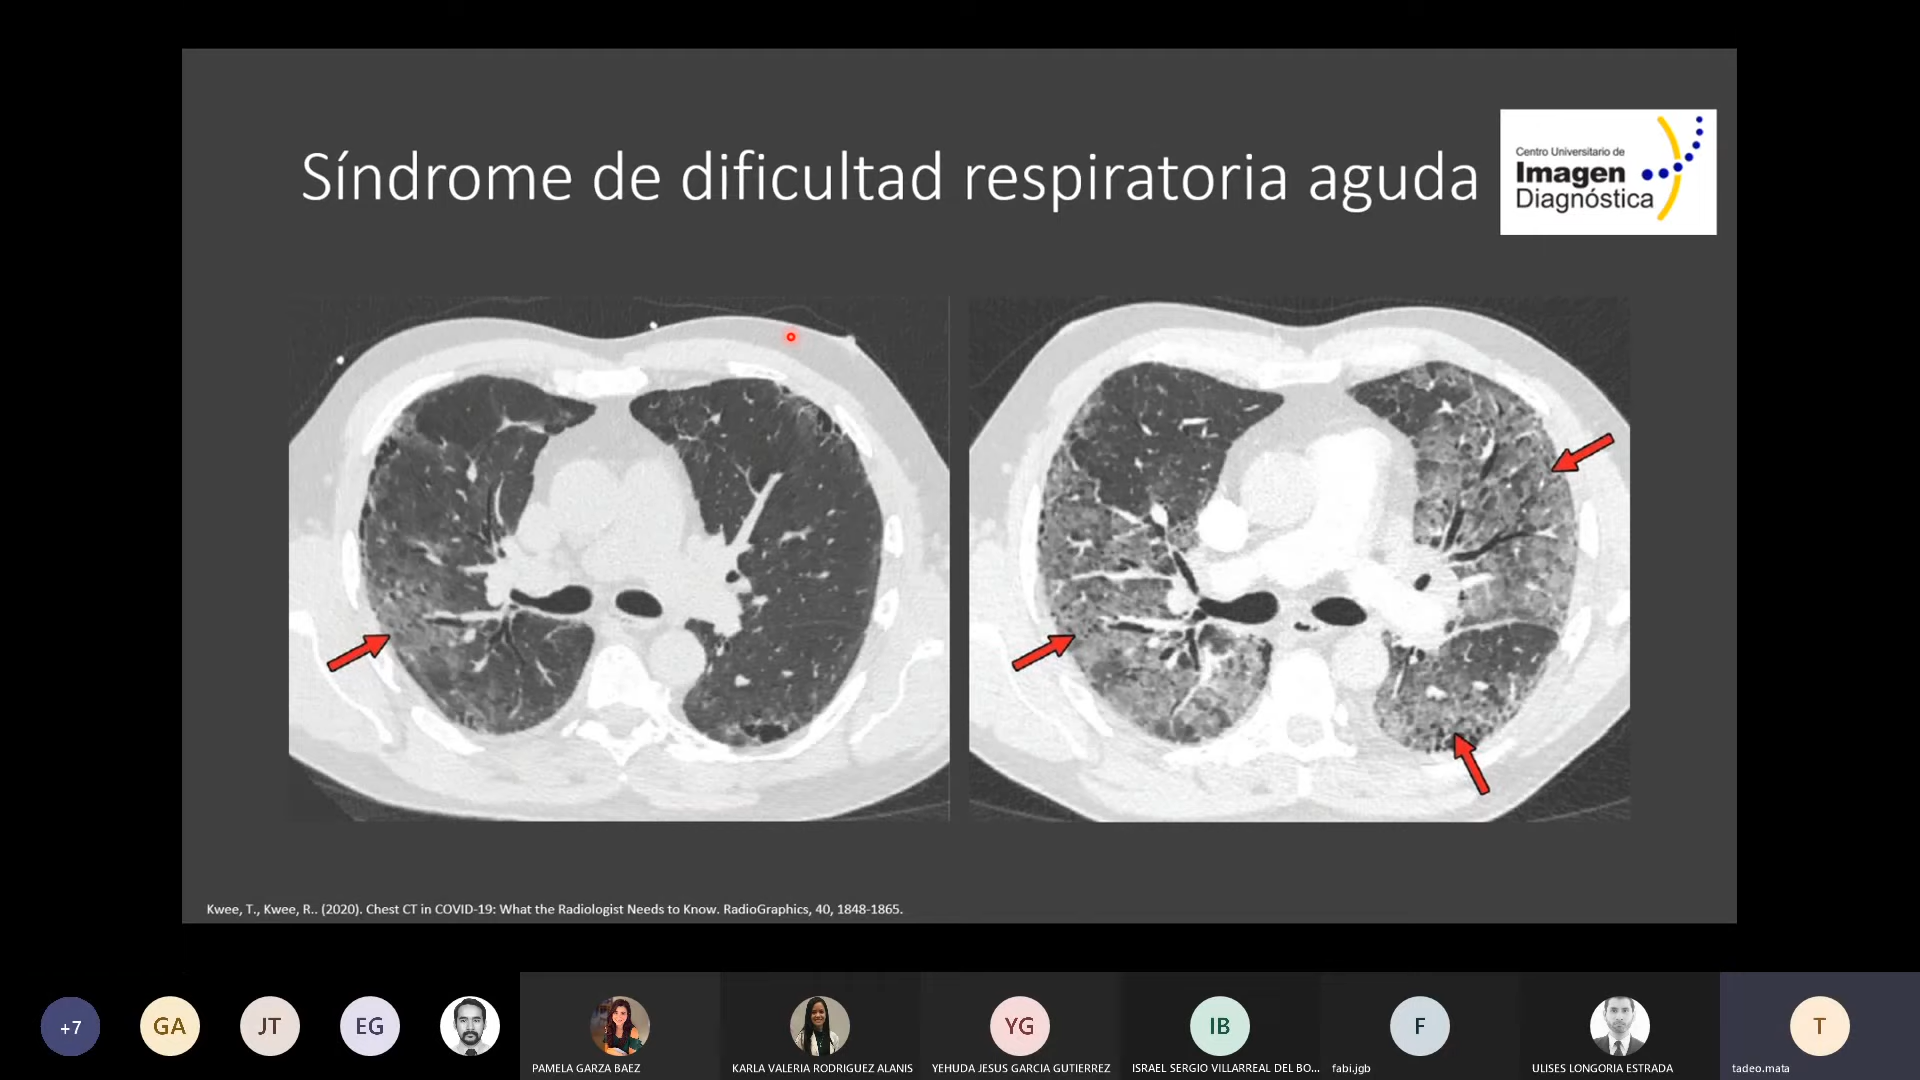 Síndrome de dificultad respiratoria aguda
Centro Universitario de
Imagen
Diagnóstica
Kwee, T., Kwee, R.. (2020). Chest CT in COVID-19: What the Radiologist Needs to Know. RadioGraphics, 40, 1848-1865.
+7
GA
JT
EG
YG
IB
F
T
PAMELA GARZA BAEZ
KARLA VALERIA RODRIGUEZ ALANIS
YEHUDA JESUS GARCIA GUTIERREZ
ISRAEL SERGIO VILLARREAL DEL BO...
fabi.jgb
ULISES LONGORIA ESTRADA
tadeo.mata